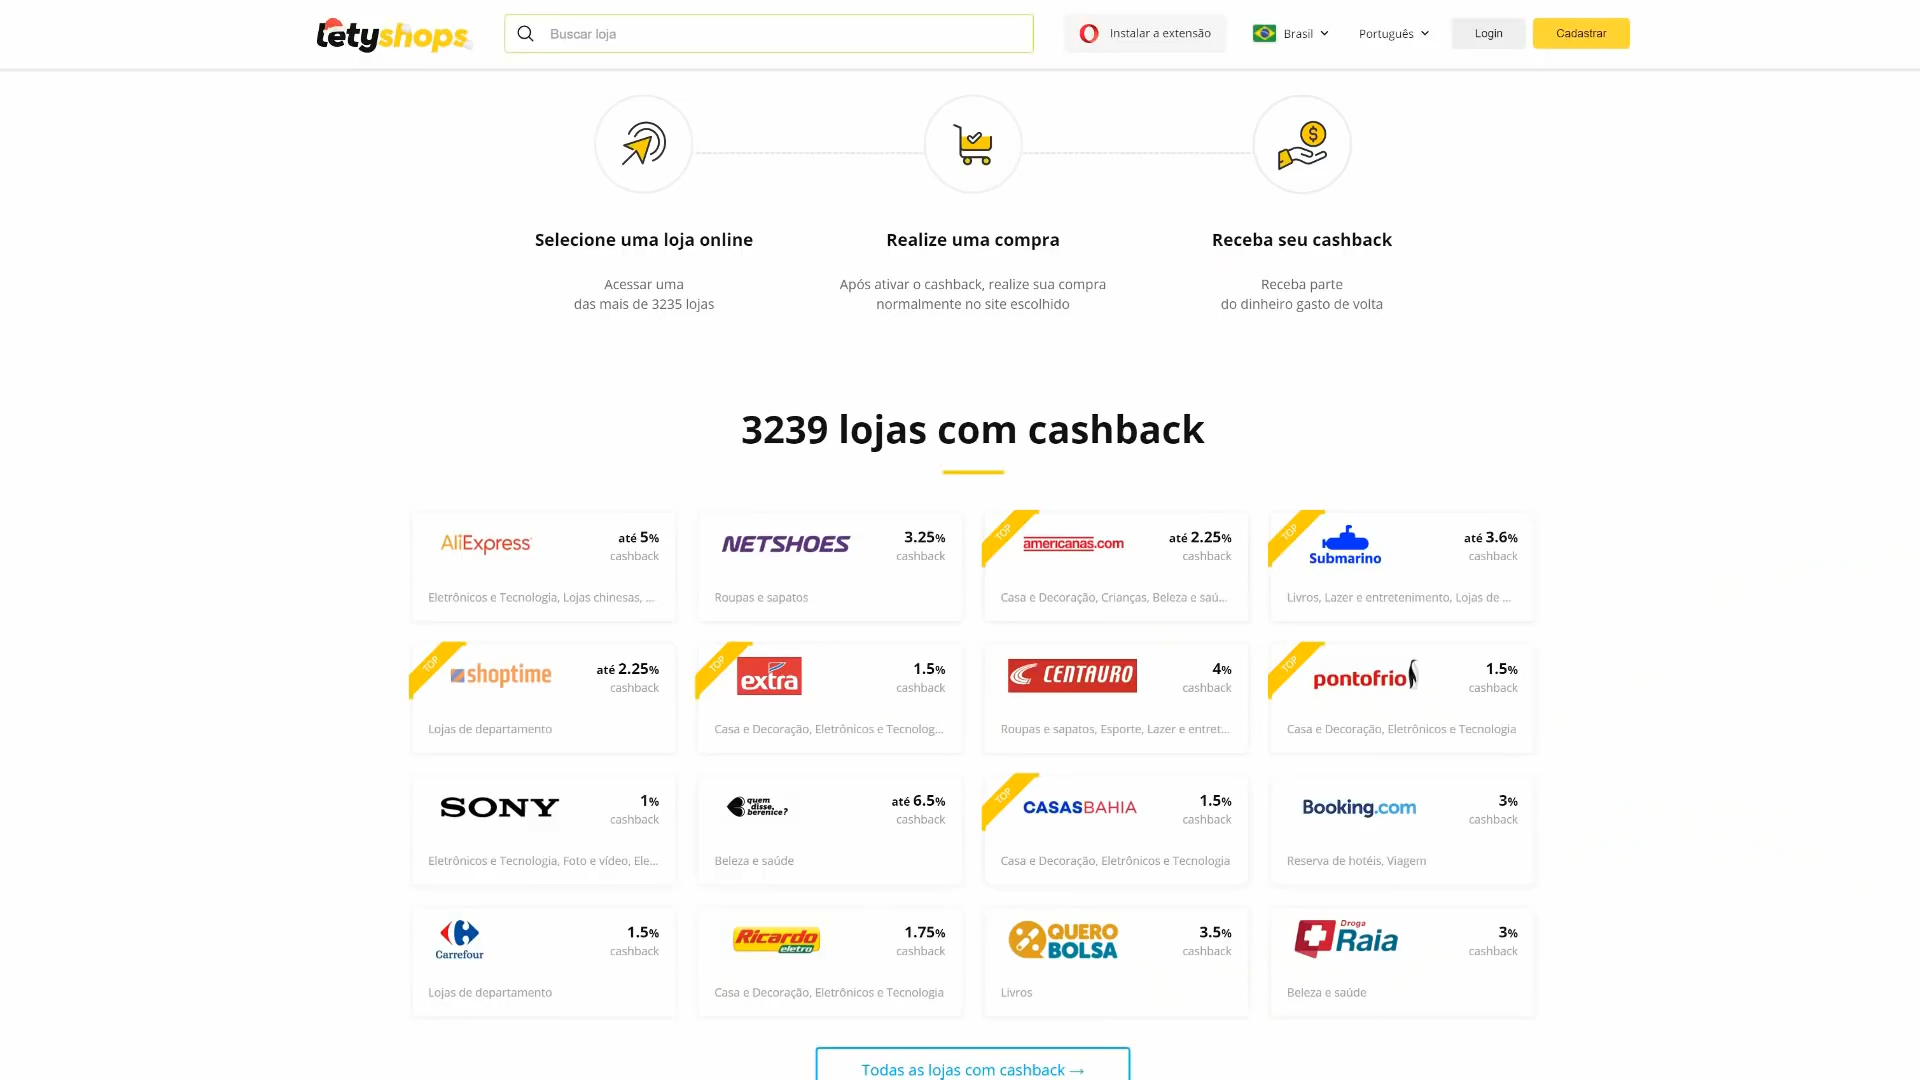 letyshops
Buscar loja
Instalar a extensão
Brasil
Português
Login
Cadastrar
Selecione uma loja online
Realize uma compra
Receba seu cashback
Acessar uma
das mais de 3235 lojas
Após ativar o cashback, realize sua compra
normalmente no site escolhido
Receba parte
do dinheiro gasto de volta
3239 lojas com cashback
AliExpress
até 5%
cashback
Eletrônicos e Tecnologia, Lojas chinesas, ...
NETSHOES
3.25%
cashback
Roupas e sapatos
TOP
americanas.com
até 2.25%
cashback
Casa e Decoração, Crianças, Beleza e saú...
TOP
Submarino
até 3.6%
cashback
Livros, Lazer e entretenimento, Lojas de ...
TOP
shoptime
até 2.25%
cashback
Lojas de departamento
TOP
extra
1.5%
cashback
Casa e Decoração, Eletrônicos e Tecnolog...
CENTAURO
4%
cashback
Roupas e sapatos, Esporte, Lazer e entret...
TOP
pontofrio
1.5%
cashback
Casa e Decoração, Eletrônicos e Tecnologia
SONY
1%
cashback
Eletrônicos e Tecnologia, Foto e vídeo, Ele...
quem
disse,
berenice?
até 6.5%
cashback
Beleza e saúde
TOP
CASASBAHIA
1.5%
cashback
Casa e Decoração, Eletrônicos e Tecnologia
Booking.com
3%
cashback
Reserva de hotéis, Viagem
Carrefour
1.5%
cashback
Lojas de departamento
Ricardo
eletro
1.75%
cashback
Casa e Decoração, Eletrônicos e Tecnologia
QUERO
BOLSA
3.5%
cashback
Livros
Droga
Raia
3%
cashback
Beleza e saúde
Todas as lojas com cashback →